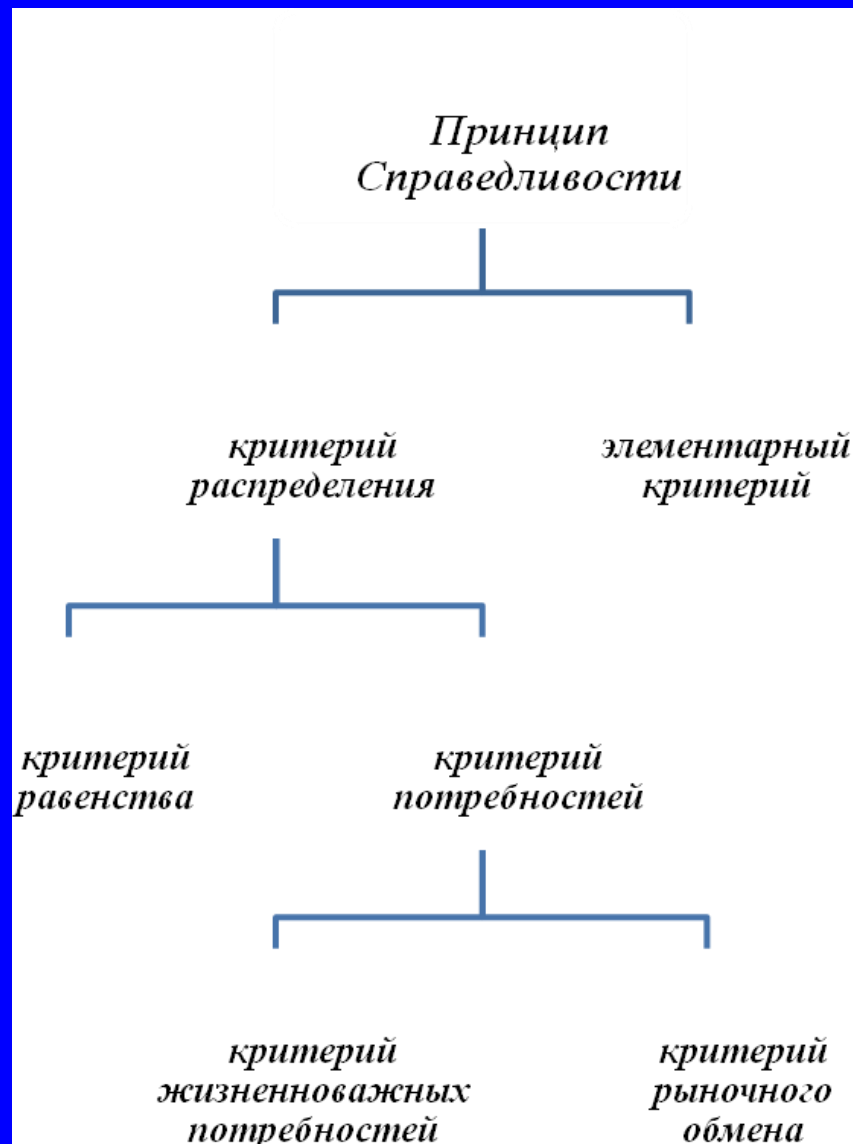 Принцип
Справедливости
критерий
распределения
элементарный
критерий
критерий
равенства
критерий
потребностей
критерий
жизненноважных
потребностей
критерий
рыночного
обмена